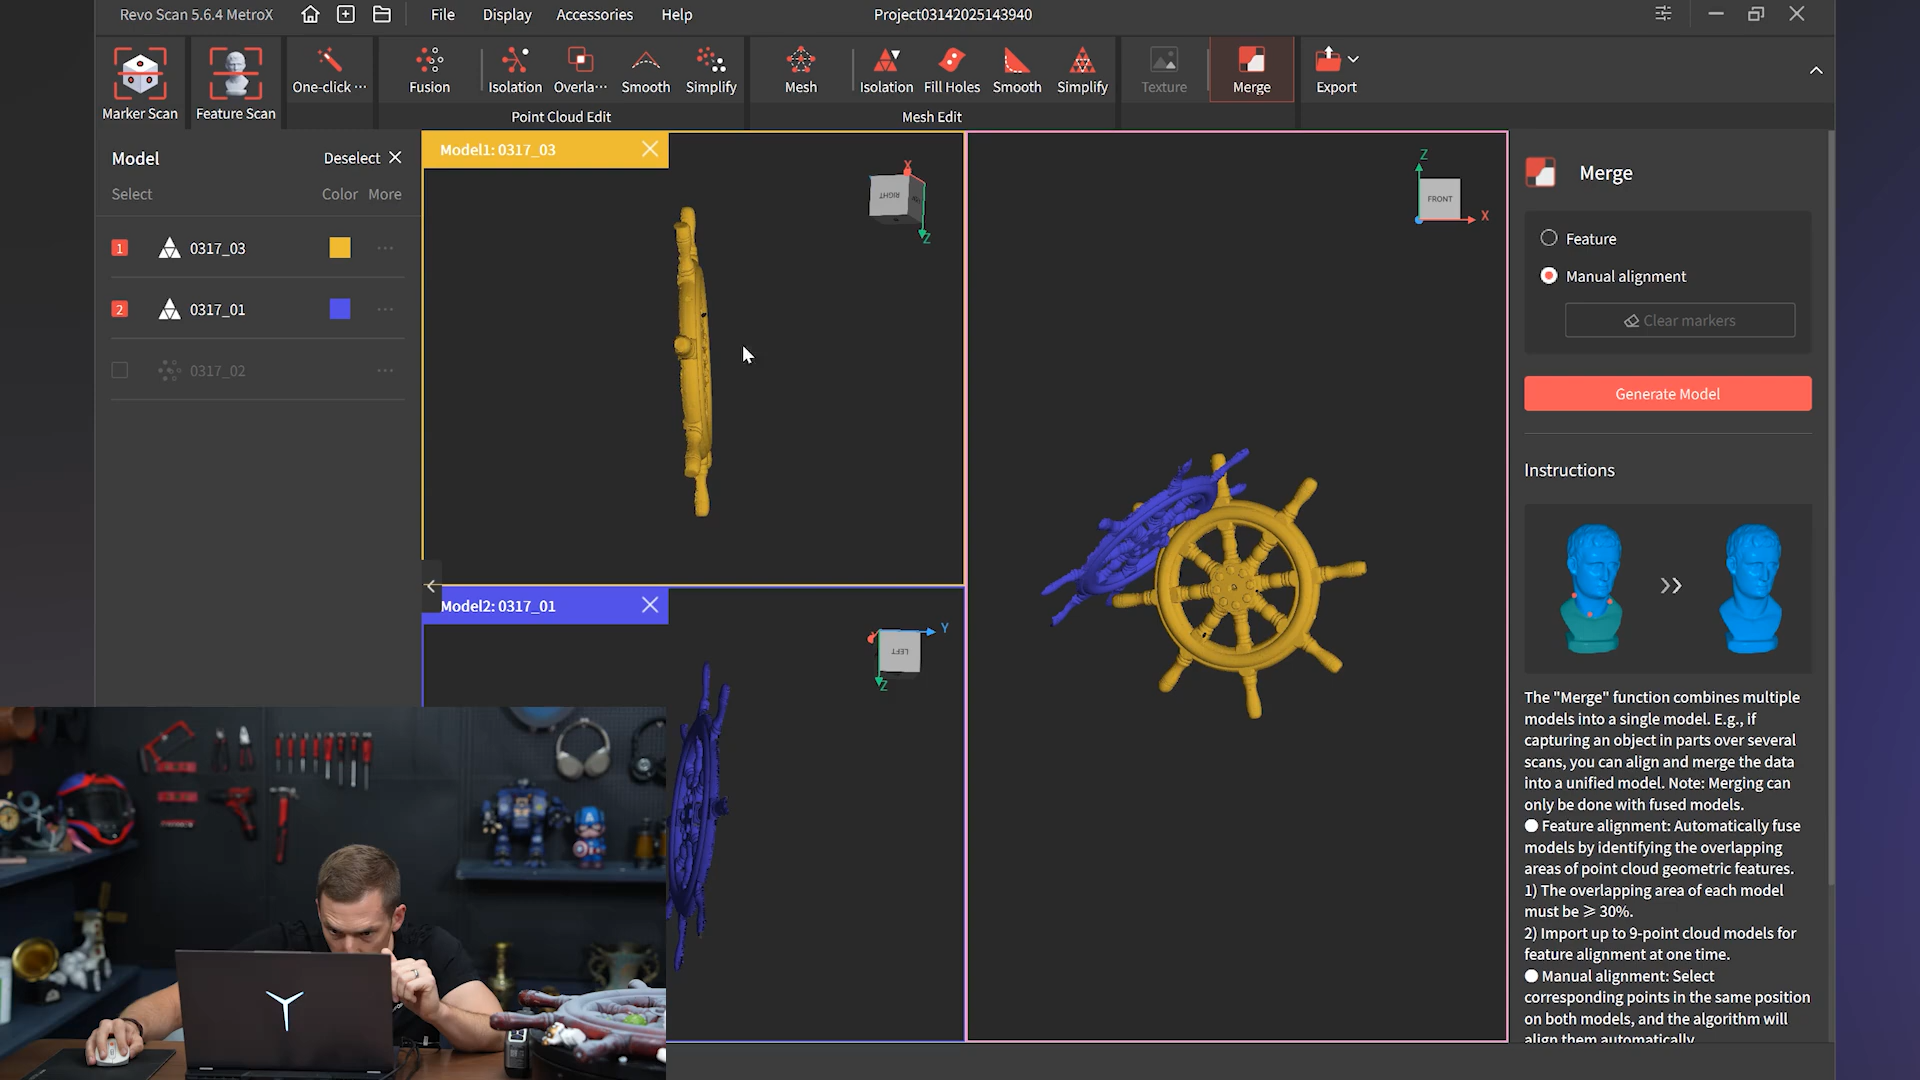 Revo Scan 5.6.4 MetroX
File
Display
Accessories
Help
Project03142025143940
Marker Scan
Feature Scan
One-click ···
Fusion
Isolation
Overla···
Smooth
Simplify
Point Cloud Edit
Mesh
Isolation
Fill Holes
Smooth
Simplify
Mesh Edit
Texture
Merge
Export
Model
Deselect
Select
Color
More
1
0317_03
2
0317_01
0317_02
Model1: 0317_03
X
RIGHT
Z
Model2: 0317_01
Y
LEFT
Z
Z
FRONT
X
Merge
Feature
Manual alignment
Clear markers
Generate Model
Instructions
The "Merge" function combines multiple
models into a single model. E.g., if
capturing an object in parts over several
scans, you can align and merge the data
into a unified model. Note: Merging can
only be done with fused models.
Feature alignment: Automatically fuse
models by identifying the overlapping
areas of point cloud geometric features.
1) The overlapping area of each model
must be ⩾ 30%.
2) Import up to 9-point cloud models for
feature alignment at one time.
Manual alignment: Select
corresponding points in the same position
on both models, and the algorithm will
align them automatically
A